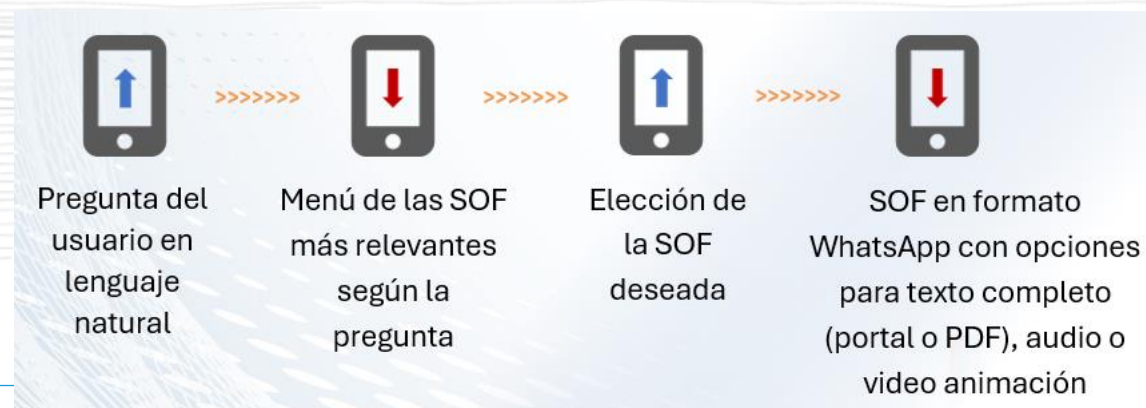 >>>>>>> >>>>>>> >>>>>>>
Pregunta del
usuario en
lenguaje
natural
Menú de las SOF
más relevantes
según la
pregunta
Elección de
la SOF
deseada
SOF en formato
WhatsApp con opciones
para texto completo
(portal o PDF), audio o
video animación